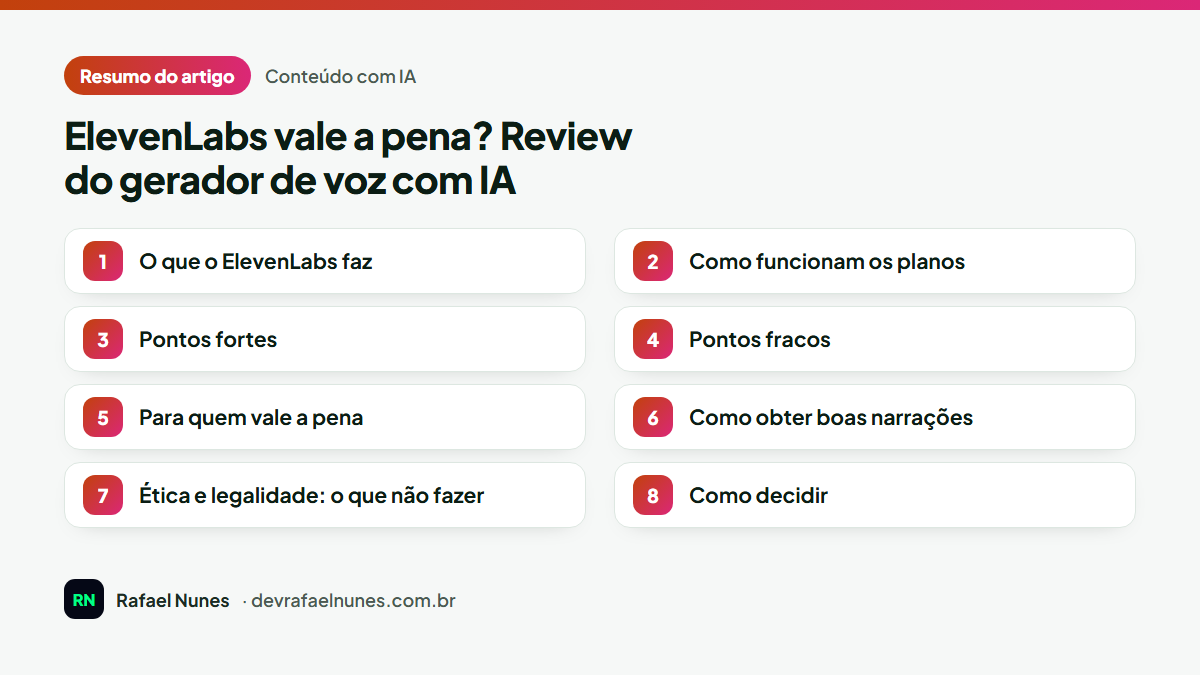 Resumo do artigo
Conteúdo com IA
ElevenLabs vale a pena? Review
do gerador de voz com IA
1 O que o ElevenLabs faz
2 Como funcionam os planos
3 Pontos fortes
4 Pontos fracos
5 Para quem vale a pena
6 Como obter boas narrações
7 Ética e legalidade: o que não fazer
8 Como decidir
RN Rafael Nunes · devrafaelnunes.com.br